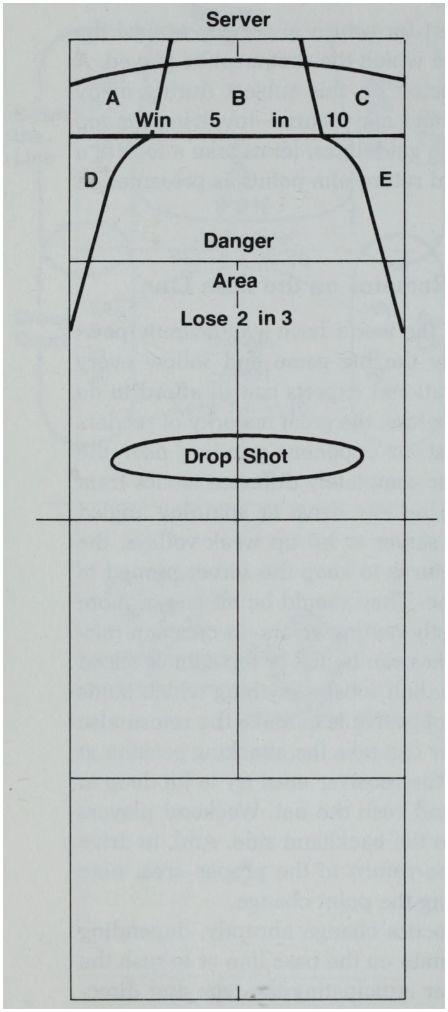 Server
A B C
Win 5 in 10
D E
Danger
Area
Lose 2 in 3
Drop Shot